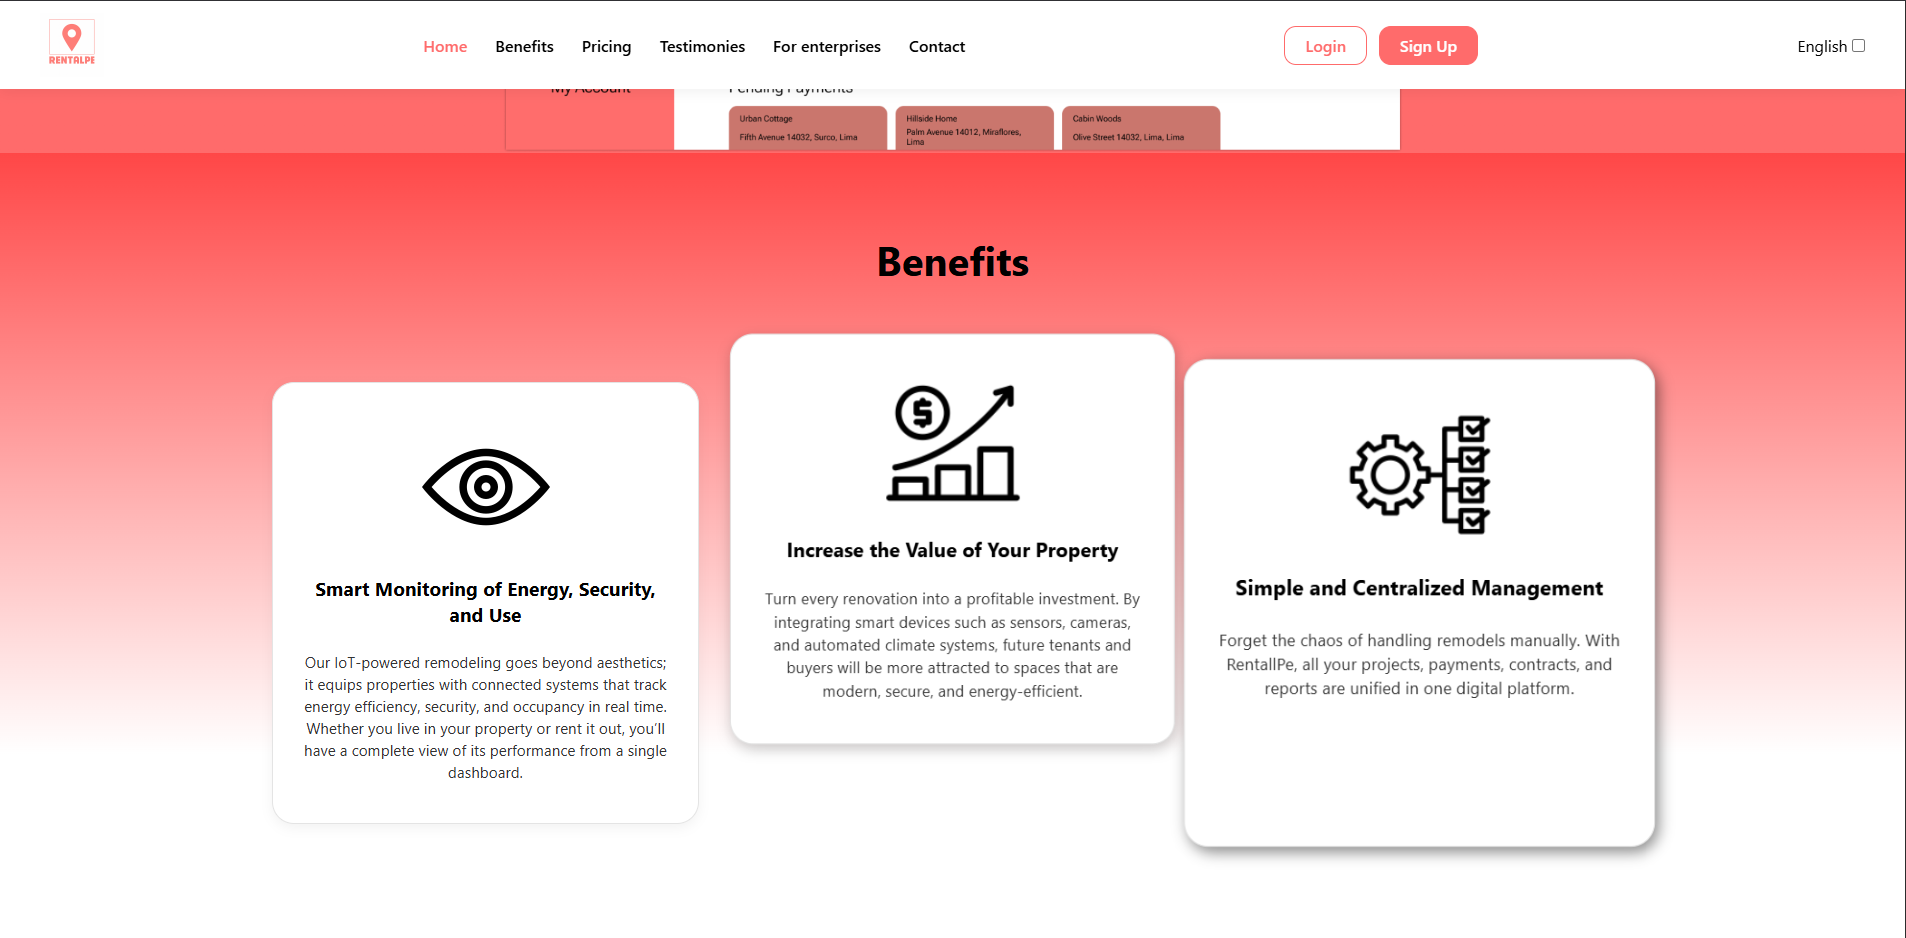 RENTALPE
Home Benefits Pricing Testimonies For enterprises Contact
Login Sign Up
English
My Account
Pending Payments
Urban Cottage
Fifth Avenue 14032, Surco, Lima
Hillside Home
Palm Avenue 14012, Miraflores,
Lima
Cabin Woods
Olive Street 14032, Lima, Lima
Benefits
Smart Monitoring of Energy, Security,
and Use
Our IoT-powered remodeling goes beyond aesthetics;
it equips properties with connected systems that track
energy efficiency, security, and occupancy in real time.
Whether you live in your property or rent it out, you’ll
have a complete view of its performance from a single
dashboard.
Increase the Value of Your Property
Turn every renovation into a profitable investment. By
integrating smart devices such as sensors, cameras,
and automated climate systems, future tenants and
buyers will be more attracted to spaces that are
modern, secure, and energy-efficient.
Simple and Centralized Management
Forget the chaos of handling remodels manually. With
RentallPe, all your projects, payments, contracts, and
reports are unified in one digital platform.